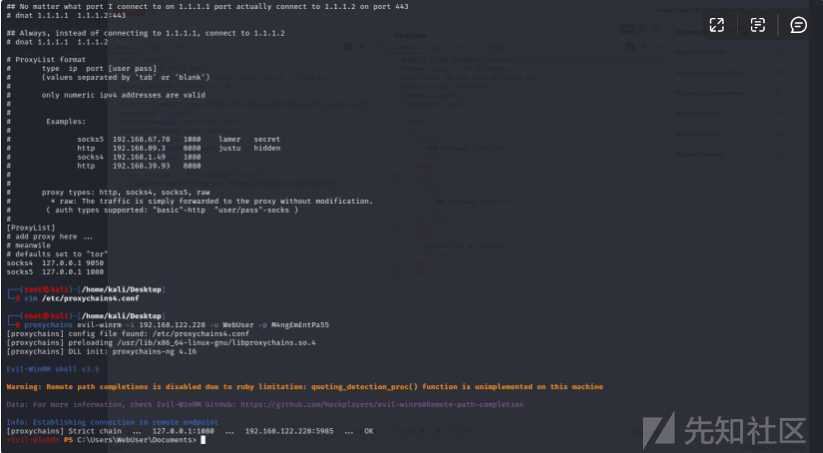 ## No matter what port I connect to on 1.1.1.1 port actually connect to 1.1.1.2 on port 443
# dnat 1.1.1.1  1.1.1.2:443

## Always, instead of connecting to 1.1.1.1, connect to 1.1.1.2
# dnat 1.1.1.1  1.1.1.2

# ProxyList format
#       type  ip  port [user pass]
#       (values separated by 'tab' or 'blank')
#
#       only numeric ipv4 addresses are valid
#
#
#        Examples:
#
#               socks5  192.168.67.78   1080    lamer   secret
#               http    192.168.89.3    8080    justu   hidden
#               socks4  192.168.1.49    1080
#               http    192.168.39.93   8080
#
#
#       proxy types: http, socks4, socks5, raw
#         * raw: The traffic is simply forwarded to the proxy without modification.
#        ( auth types supported: "basic"-http  "user/pass"-socks )
#
[ProxyList]
# add proxy here ...
# meanwile
# defaults set to "tor"
socks4  127.0.0.1 9050
socks5  127.0.0.1 1080

(root㉿kali)-[/home/kali/Desktop]
# vim /etc/proxychains4.conf

(root㉿kali)-[/home/kali/Desktop]
# proxychains evil-winrm -i 192.168.122.228 -u WebUser -p M4ngEmEntPa55
[proxychains] config file found: /etc/proxychains4.conf
[proxychains] preloading /usr/lib/x86_64-linux-gnu/libproxychains.so.4
[proxychains] DLL init: proxychains-ng 4.16

Evil-WinRM shell v3.5

Warning: Remote path completions is disabled due to ruby limitation: quoting_detection_proc() function is unimplemented on this machine

Data: For more information, check Evil-WinRM GitHub: https://github.com/Hackplayers/evil-winrm#Remote-path-completion

Info: Establishing connection to remote endpoint
[proxychains] Strict chain  ...  127.0.0.1:1080  ...  192.168.122.228:5985  ...  OK
*Evil-WinRM* PS C:\Users\WebUser\Documents>
先知社区